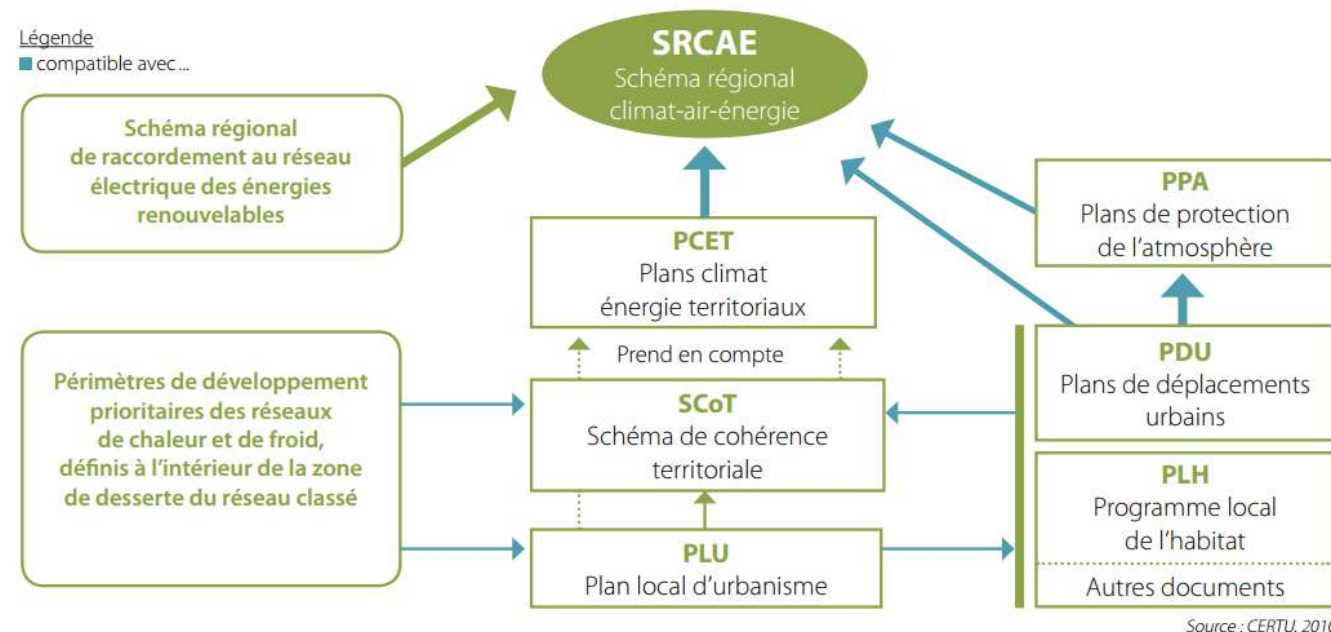 Légende
compatible avec ...
SRCAE
Schéma régional
climat-air-énergie
Schéma régional
de raccordement au réseau
électrique des énergies
renouvelables
PCET
Plans climat
énergie territoriaux
PPA
Plans de protection
de l'atmosphère
Prend en compte
Périmètres de développement
prioritaires des réseaux
de chaleur et de froid,
définis à l'intérieur de la zone
de desserte du réseau classé
SCoT
Schéma de cohérence
territoriale
PDU
Plans de déplacements
urbains
PLH
Programme local
de l'habitat
Autres documents
PLU
Plan local d'urbanisme
Source : CERTU, 2010